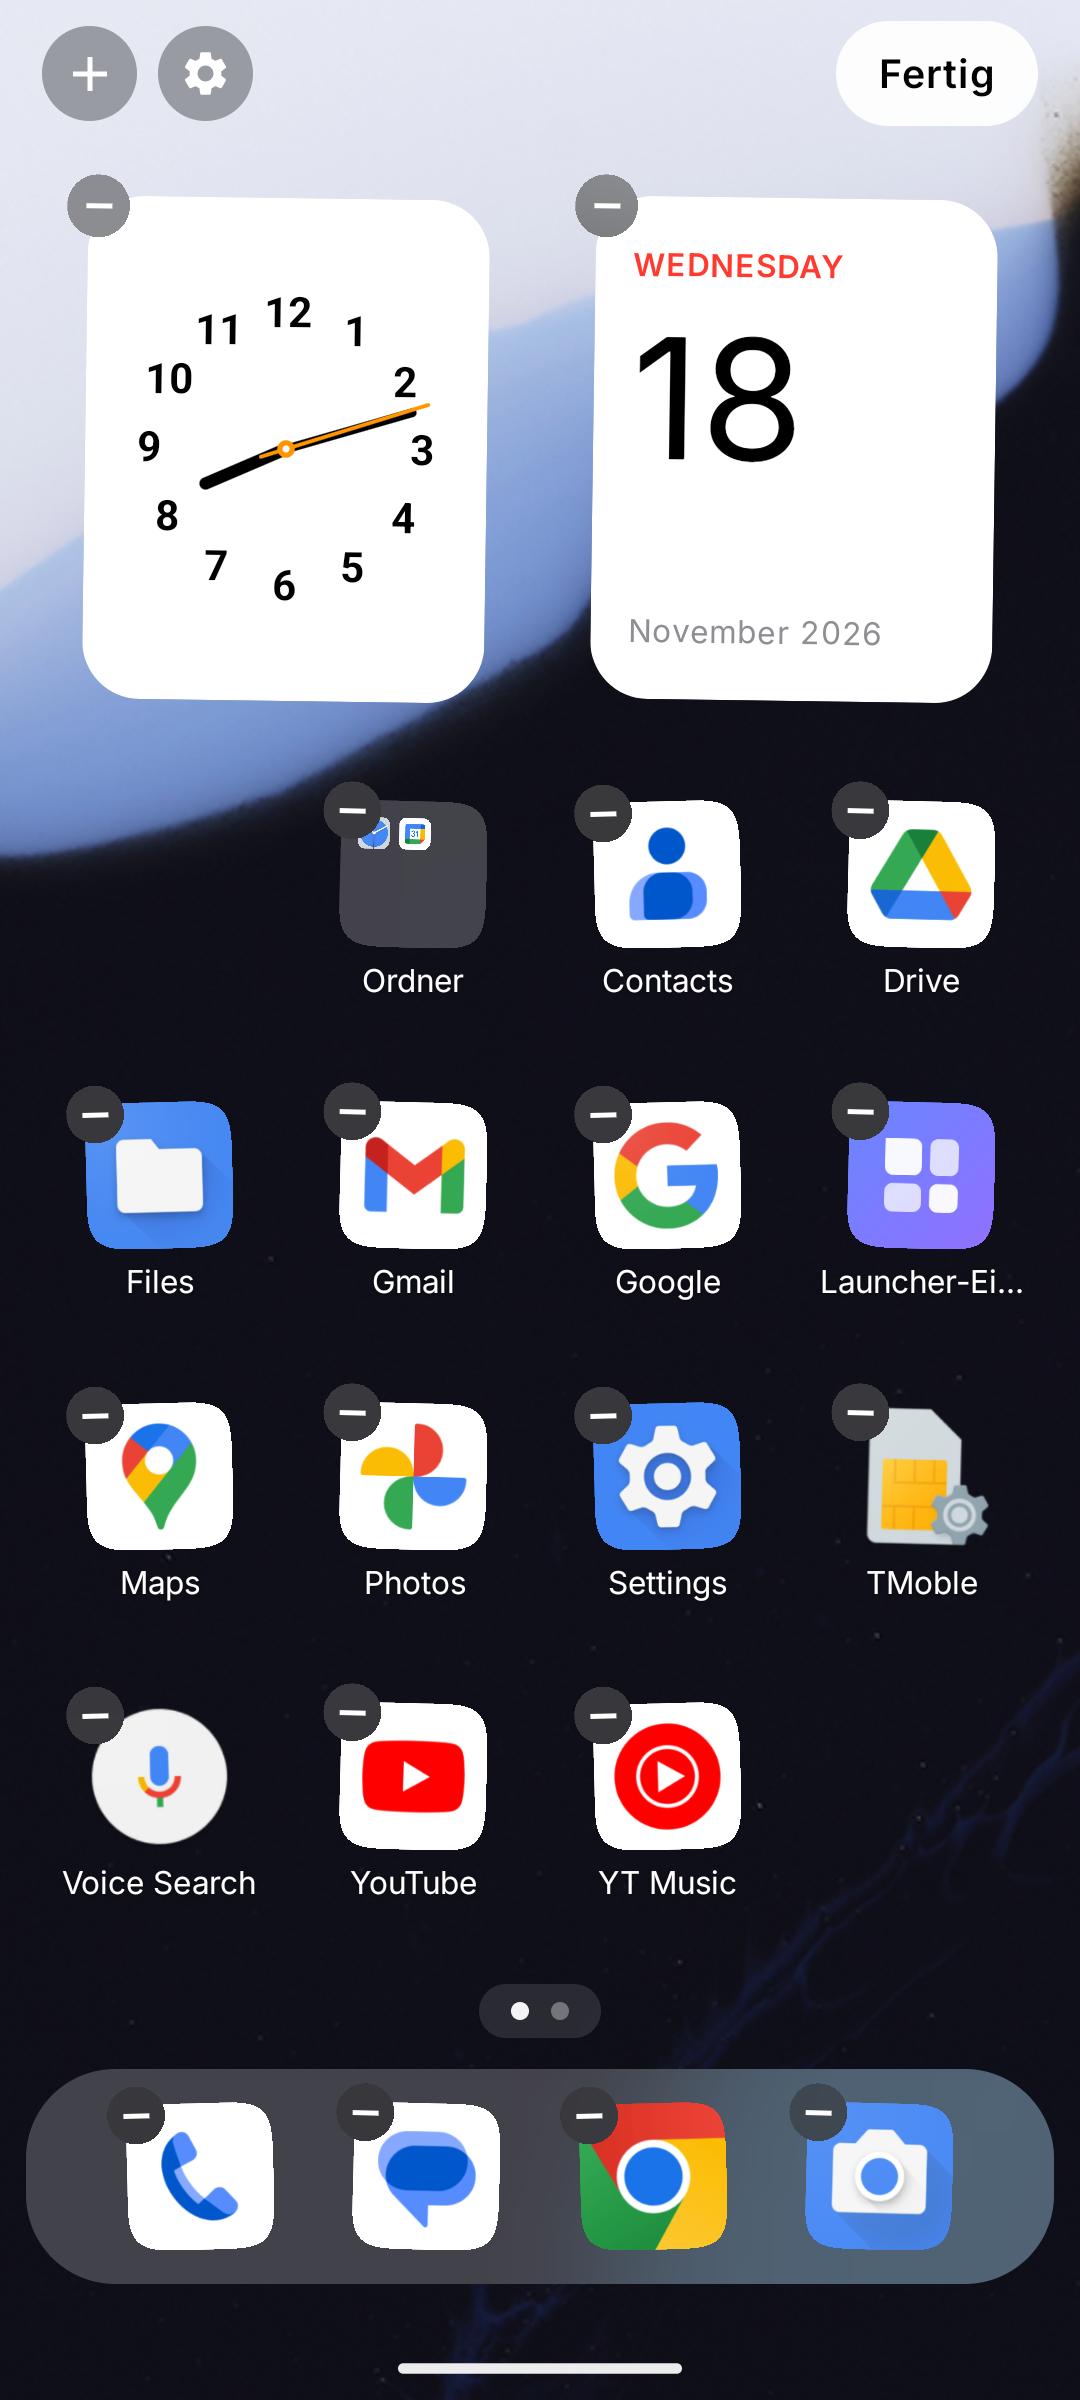 Fertig
12
11
1
10
2
9
3
8
4
7
5
6
WEDNESDAY
18
November 2026
31
Ordner
Contacts
Drive
Files
Gmail
Google
Launcher-Ei...
Maps
Photos
Settings
TMoble
Voice Search
YouTube
YT Music